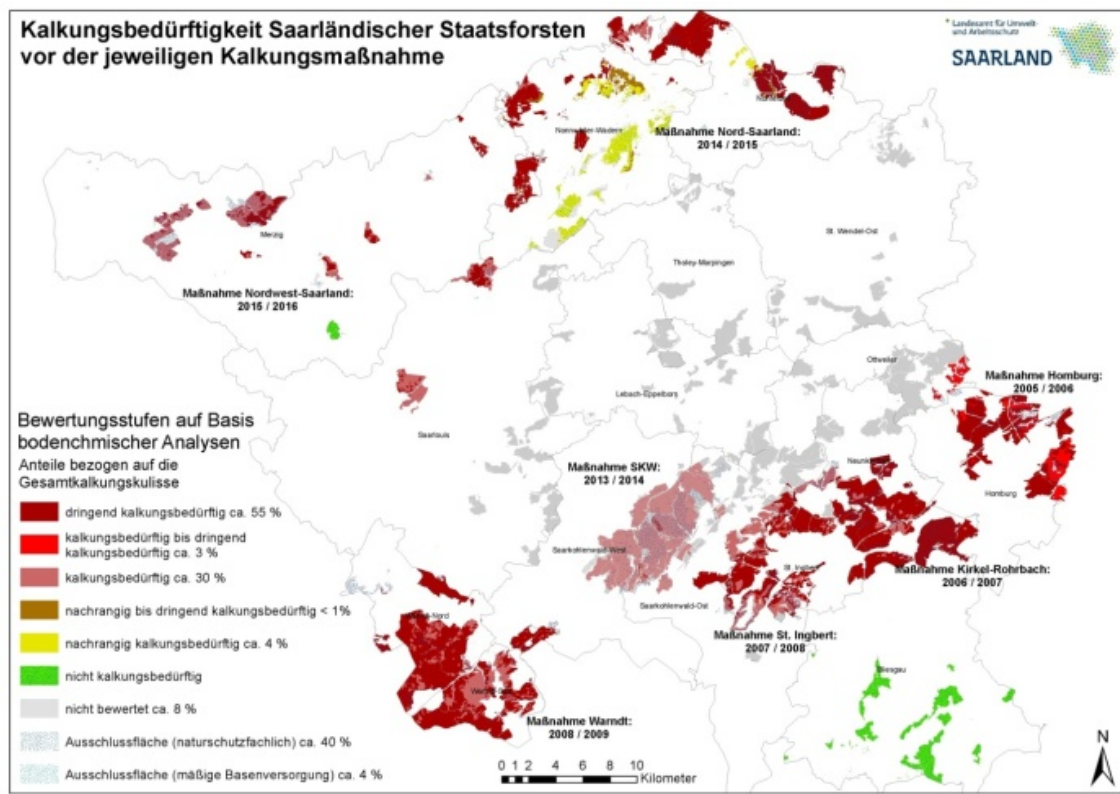 Kalkungsbedürftigkeit Saarländischer Staatsforsten
vor der jeweiligen Kalkungsmaßnahme
Landesamt für Umwelt-
und Arbeitsschutz
SAARLAND
Maßnahme Nord-Saarland:
2014 / 2015
Merzig
St. Wendel-Ost
Tholey-Marpingen
Maßnahme Nordwest-Saarland:
2015 / 2016
Ottweiler
Maßnahme Homburg:
2005 / 2006
Lebach-Eppelborn
Saarlouis
Maßnahme SKW:
2013 / 2014
Homburg
Saarkohlenwald-West
Maßnahme Kirkel-Rohrbach:
2006 / 2007
St. Ingbert
Saarkohlenwald-Ost
Maßnahme St. Ingbert:
2007 / 2008
Maßnahme Warndt:
2008 / 2009
Bewertungsstufen auf Basis
bodenchmischer Analysen
Anteile bezogen auf die
Gesamtkalkungskulisse
dringend kalkungsbedürftig ca. 55 %
kalkungsbedürftig bis dringend
kalkungsbedürftig ca. 3 %
kalkungsbedürftig ca. 30 %
nachrangig bis dringend kalkungsbedürftig < 1%
nachrangig kalkungsbedürftig ca. 4 %
nicht kalkungsbedürftig
nicht bewertet ca. 8 %
Ausschlussfläche (naturschutzfachlich) ca. 40 %
Ausschlussfläche (mäßige Basenversorgung) ca. 4 %
0 1 2 4 6 8 10
Kilometer
N